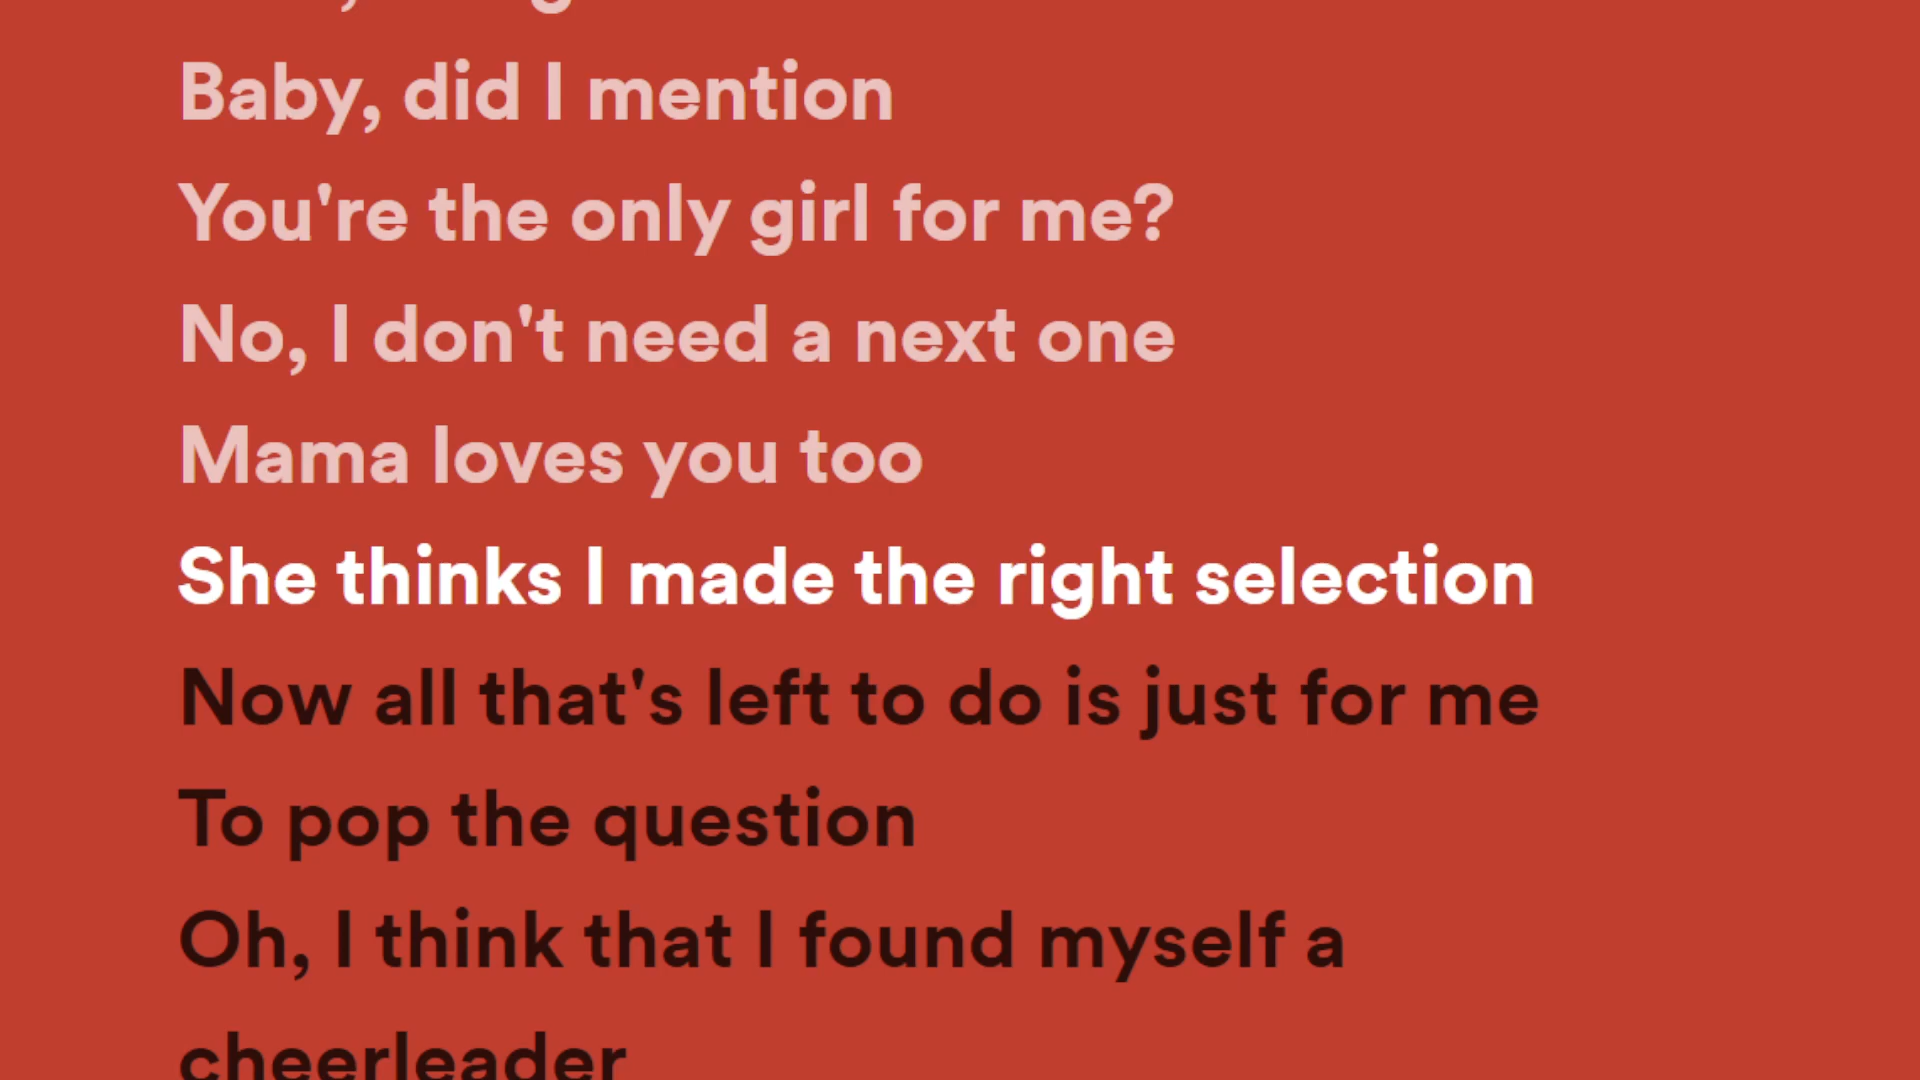 Baby, did I mention
You're the only girl for me?
No, I don't need a next one
Mama loves you too
She thinks I made the right selection
Now all that's left to do is just for me
To pop the question
Oh, I think that I found myself a
cheerleader